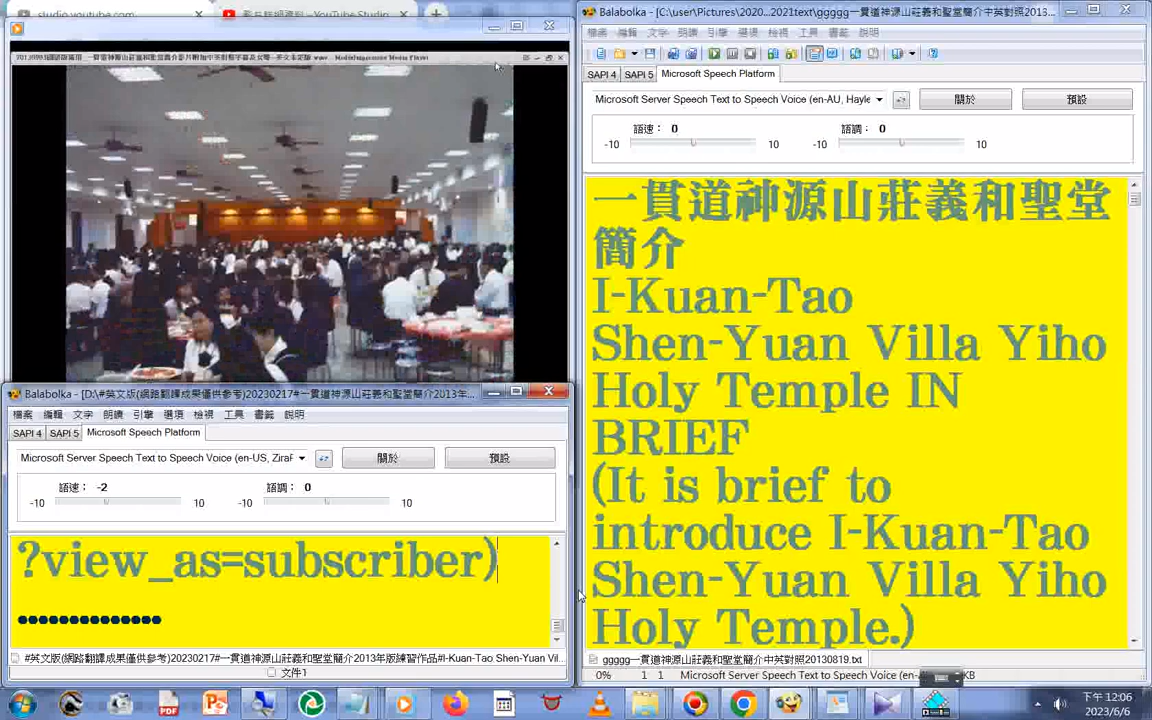 studio.youtube.com
YouTube Studio
Balabolka - [C:\user\Pictures\2020...2021text\ggggg一貫道神源山莊義和聖堂簡介中英對照2013...
檔案 編輯 文字 朗讀 引擎 選項 檢視 工具 書籤 說明
SAPI 4 SAPI 5 Microsoft Speech Platform
Microsoft Server Speech Text to Speech Voice (en-AU, Hayle
關於
預設
語速： 0
語調： 0
-10 10 -10 10
一貫道神源山莊義和聖堂
簡介
I-Kuan-Tao
Shen-Yuan Villa Yiho
Holy Temple IN
BRIEF
(It is brief to
introduce I-Kuan-Tao
Shen-Yuan Villa Yiho
Holy Temple.)
ggggg一貫道神源山莊義和聖堂簡介中英對照20130819.txt
0% 1 1 Microsoft Server Speech Text to Speech Voice (en-
KB
Balabolka - [D:\#英文版(網路翻譯成果僅供參考)20230217#一貫道神源山莊義和聖堂簡介2013年...
檔案 編輯 文字 朗讀 引擎 選項 檢視 工具 書籤 說明
SAPI 4 SAPI 5 Microsoft Speech Platform
Microsoft Server Speech Text to Speech Voice (en-US, ZiraP
關於
預設
語速： -2
語調： 0
-10 10 -10 10
?view_as=subscriber)
●●●●●●●●●●●●●●
#英文版(網路翻譯成果僅供參考)20230217#一貫道神源山莊義和聖堂簡介2013年版練習作品#I-Kuan-Tao Shen-Yuan Vil...
文件1
PDF
下午 12:06
2023/6/6